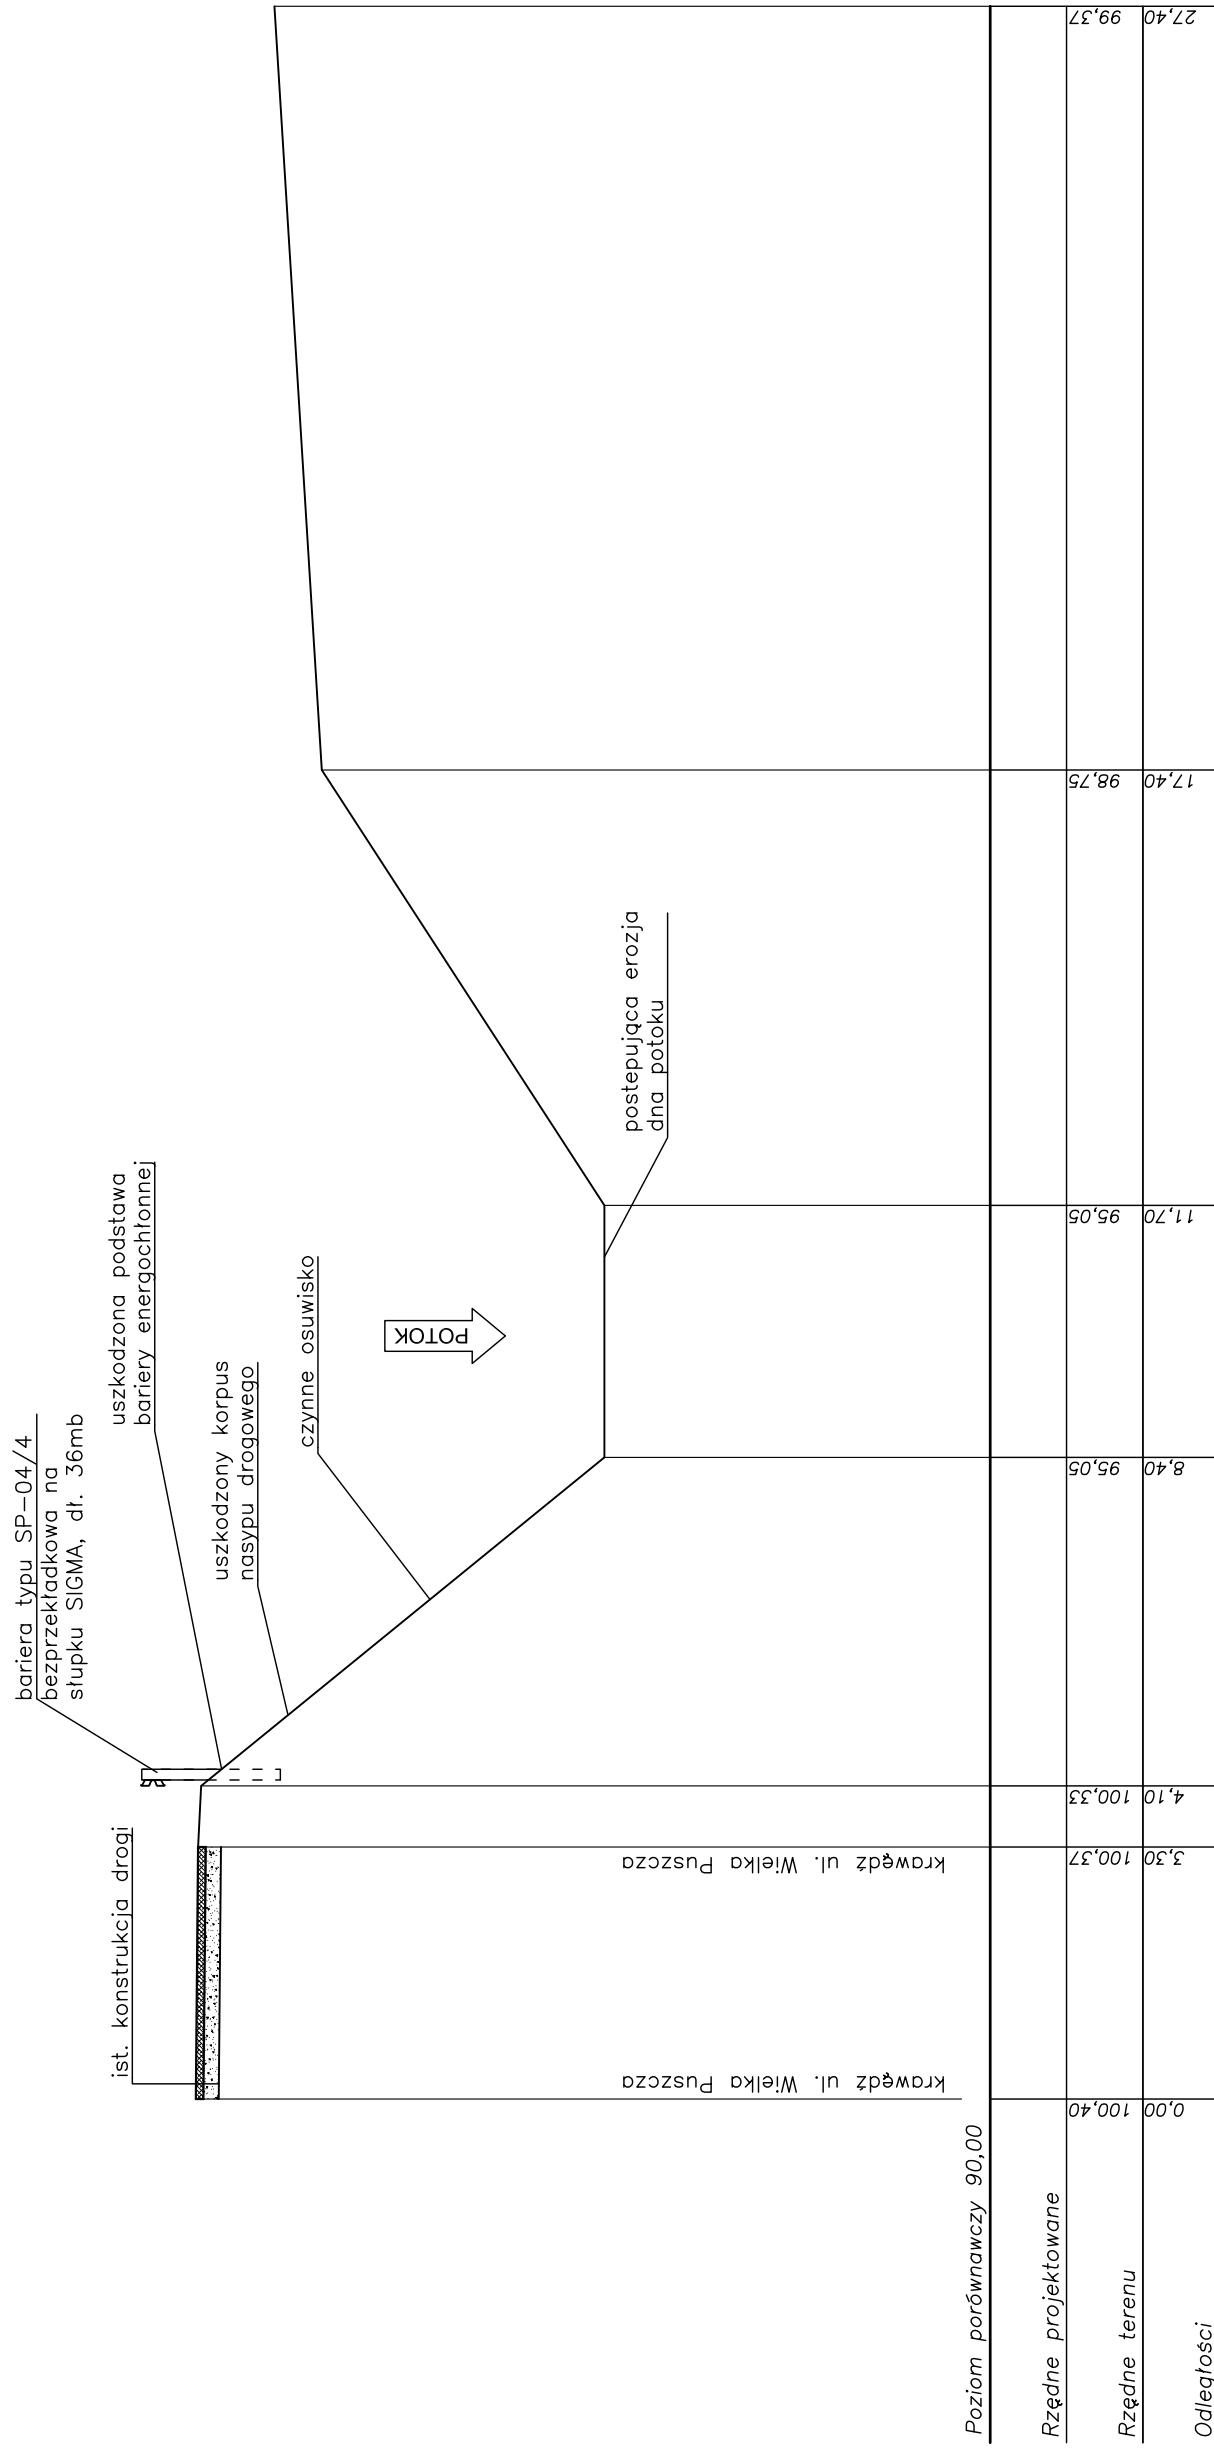 bariera typu SP-04/4
bezprzekładkowa na
słupku SIGMA, dł. 36mb
uszkodzona podstawa
bariery energochłonnej
ist. konstrukcja drogi
uszkodzony korpus
nasypu drogowego
czynne osuwisko
POTOK
postepująca erozja
dna potoku
krawędź ul. Wielka Puszcza
krawędź ul. Wielka Puszcza
Poziom porównawczy 90,00
Rzędne projektowane
Rzędne terenu
100,40
100,37
100,33
95,05
95,05
98,75
99,37
Odległości
0,00
3,30
4,10
8,40
11,70
17,40
27,40